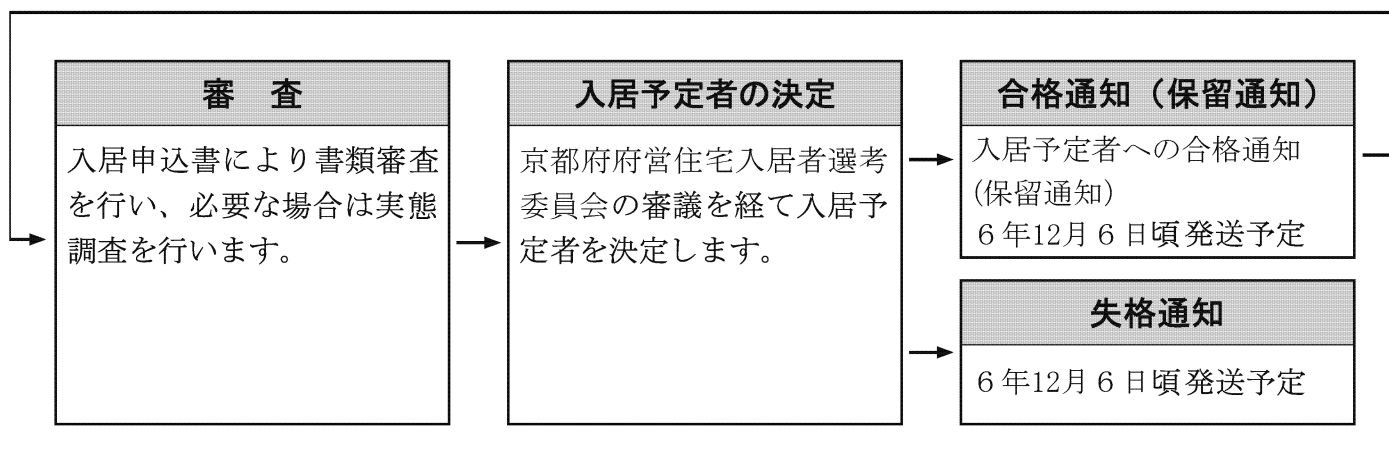 審　査
入居申込書により書類審査
を行い、必要な場合は実態
調査を行います。
入居予定者の決定
京都府府営住宅入居者選考
委員会の審議を経て入居予
定者を決定します。
合格通知（保留通知）
入居予定者への合格通知
(保留通知)
６年12月６日頃発送予定
失格通知
６年12月６日頃発送予定